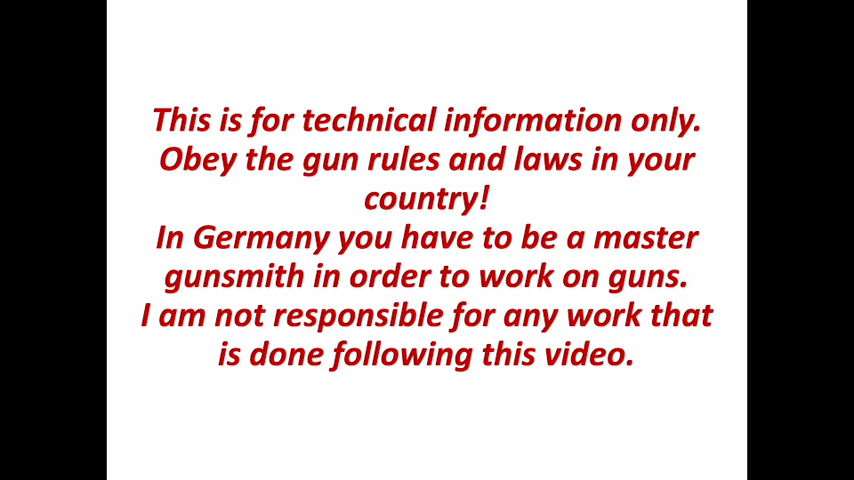 This is for technical information only.
Obey the gun rules and laws in your
country!
In Germany you have to be a master
gunsmith in order to work on guns.
I am not responsible for any work that
is done following this video.